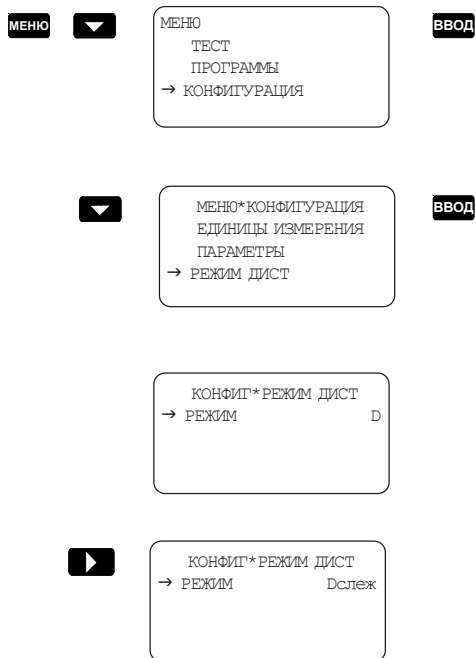 МЕНЮ
МЕНЮ
ВВОД
ТЕСТ
ПРОГРАММЫ
→ КОНФИГУРАЦИЯ
МЕНЮ*КОНФИГУРАЦИЯ
ВВОД
ЕДИНИЦЫ ИЗМЕРЕНИЯ
ПАРАМЕТРЫ
→ РЕЖИМ ДИСТ
КОНФИГ*РЕЖИМ ДИСТ
→ РЕЖИМ D
КОНФИГ*РЕЖИМ ДИСТ
→ РЕЖИМ Dслеж